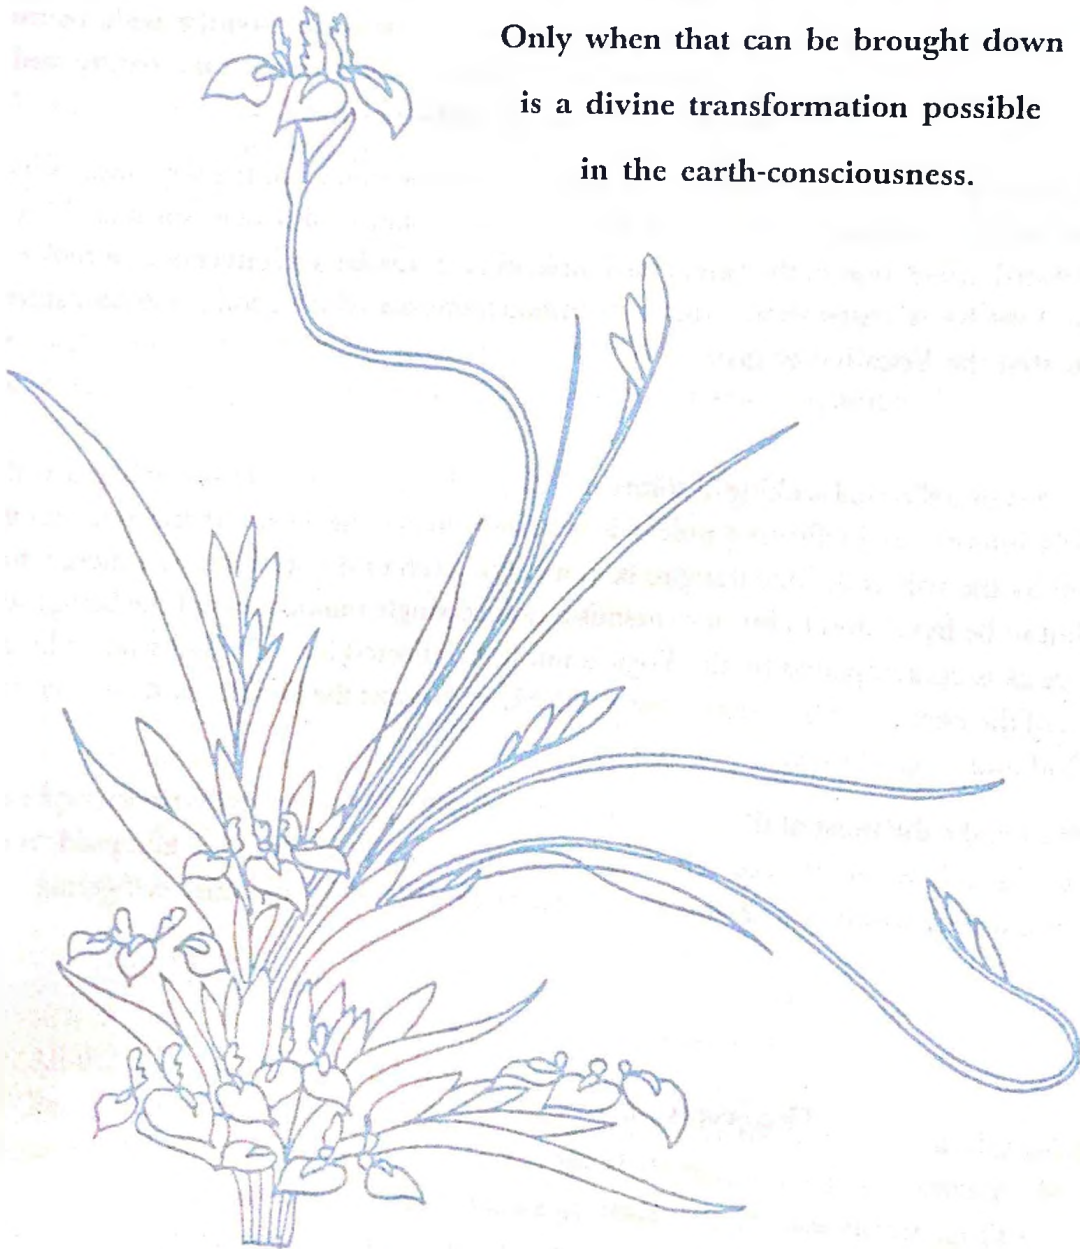 Only when that can be brought down
is a divine transformation possible
in the earth-consciousness.